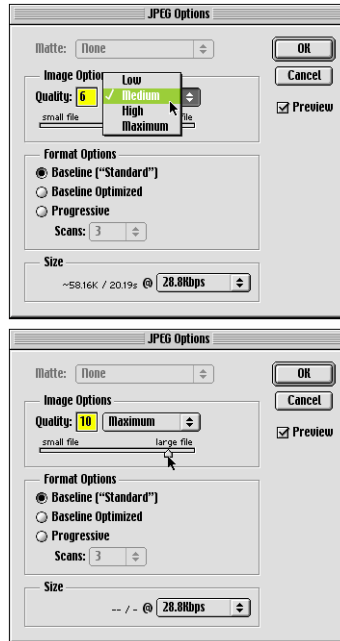 JPEG Options
Matte: None
OK
Image Option
Cancel
Quality: 6
Low
Medium
High
Maximum
Preview
small file
file
Format Options
Baseline ("Standard")
Baseline Optimized
Progressive
Scans: 3
Size
~58.16K / 20.19s @ 28.8Kbps
JPEG Options
Matte: None
OK
Image Options
Cancel
Quality: 10 Maximum
Preview
small file large file
Format Options
Baseline ("Standard")
Baseline Optimized
Progressive
Scans: 3
Size
-- / - @ 28.8Kbps